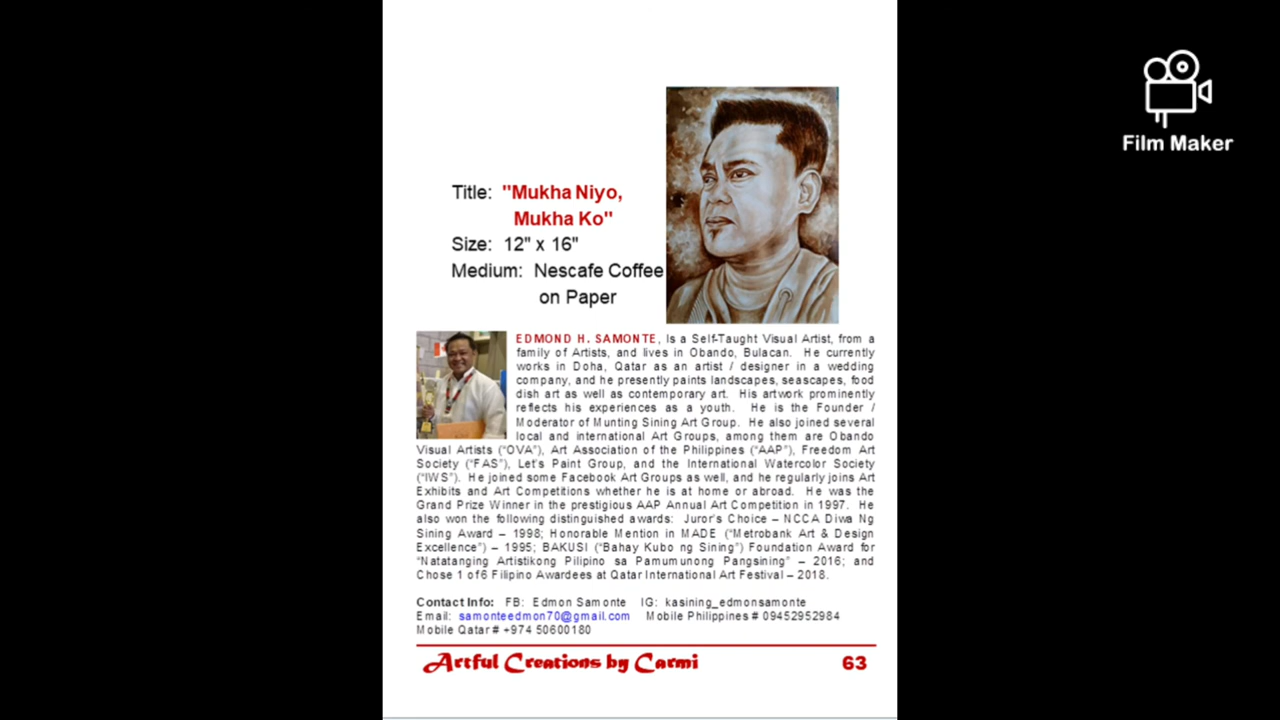 Film Maker
Title: "Mukha Niyo,
Mukha Ko"
Size: 12" x 16"
Medium: Nescafe Coffee
on Paper
EDMOND H. SAMONTE, Is a Self-Taught Visual Artist, from a
family of Artists, and lives in Obando, Bulacan. He currently
works in Doha, Qatar as an artist / designer in a wedding
company, and he presently paints landscapes, seascapes, food
dish art as well as contemporary art. His artwork prominently
reflects his experiences as a youth. He is the Founder /
Moderator of Munting Sining Art Group. He also joined several
local and international Art Groups, among them are Obando
Visual Artists ("OVA"), Art Association of the Philippines ("AAP"), Freedom Art
Society ("FAS"), Let's Paint Group, and the International Watercolor Society
("IWS"). He joined some Facebook Art Groups as well, and he regularly joins Art
Exhibits and Art Competitions whether he is at home or abroad. He was the
Grand Prize Winner in the prestigious AAP Annual Art Competition in 1997. He
also won the following distinguished awards: Juror's Choice – NCCA Diwa Ng
Sining Award – 1998; Honorable Mention in MADE ("Metrobank Art & Design
Excellence") – 1995; BAKUSI ("Bahay Kubo ng Sining") Foundation Award for
"Natatanging Artistikong Pilipino sa Pamumunong Pangsining" – 2016; and
Chose 1 of 6 Filipino Awardees at Qatar International Art Festival – 2018.
Contact Info: FB: Edmon Samonte IG: kasining_edmonsamonte
Email: samonteedmon70@gmail.com Mobile Philippines # 09452952984
Mobile Qatar # +974 50600180
Artful Creations by Carmi 63